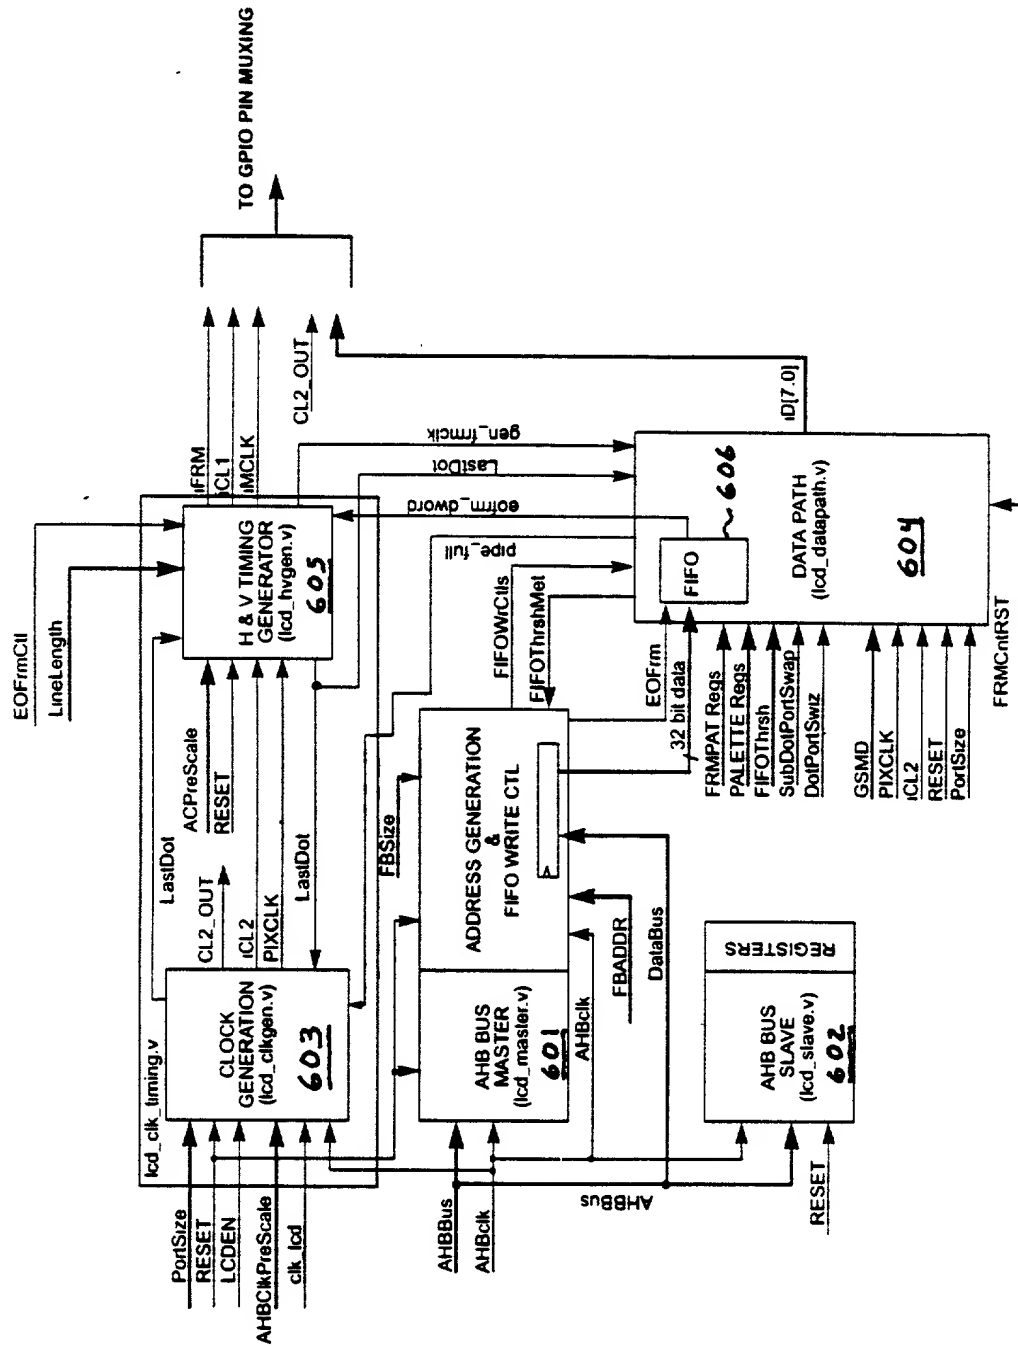 TO GPIO PIN MUXING
EOFrmCtl
LineLength
lcd_clk_timing.v
LastDot
PortSize
RESET
LCDEN
AHBClkPreScale
clk_lcd
CLOCK
GENERATION
(lcd_clkgen.v)
603
CL2_OUT
iCL2
PIXCLK
LastDot
ACPreScale
RESET
H & V TIMING
GENERATOR
(lcd_hvgen.v)
605
iFRM
iCL1
iMCLK
CL2_OUT
gen_frmclk
LastDot
eofrm_dword
pipe_full
FIFOWrCtls
FIFOThrshMet
FBSize
AHBBus
AHBclk
AHB BUS
MASTER
(lcd_master.v)
601
ADDRESS GENERATION
&
FIFO WRITE CTL
AHBclk
FBADDR
DataBus
AHBBus
EOFrm
32 bit data
FIFO
606
FRMPAT Regs
PALETTE Regs
FIFOThrsh
SubDotPortSwap
DotPortSwiz
GSMD
PIXCLK
iCL2
RESET
PortSize
DATA PATH
(lcd_datapath.v)
604
iD[7.0]
FRMCntRST
RESET
AHB BUS
SLAVE
(lcd_slave.v)
602
REGISTERS